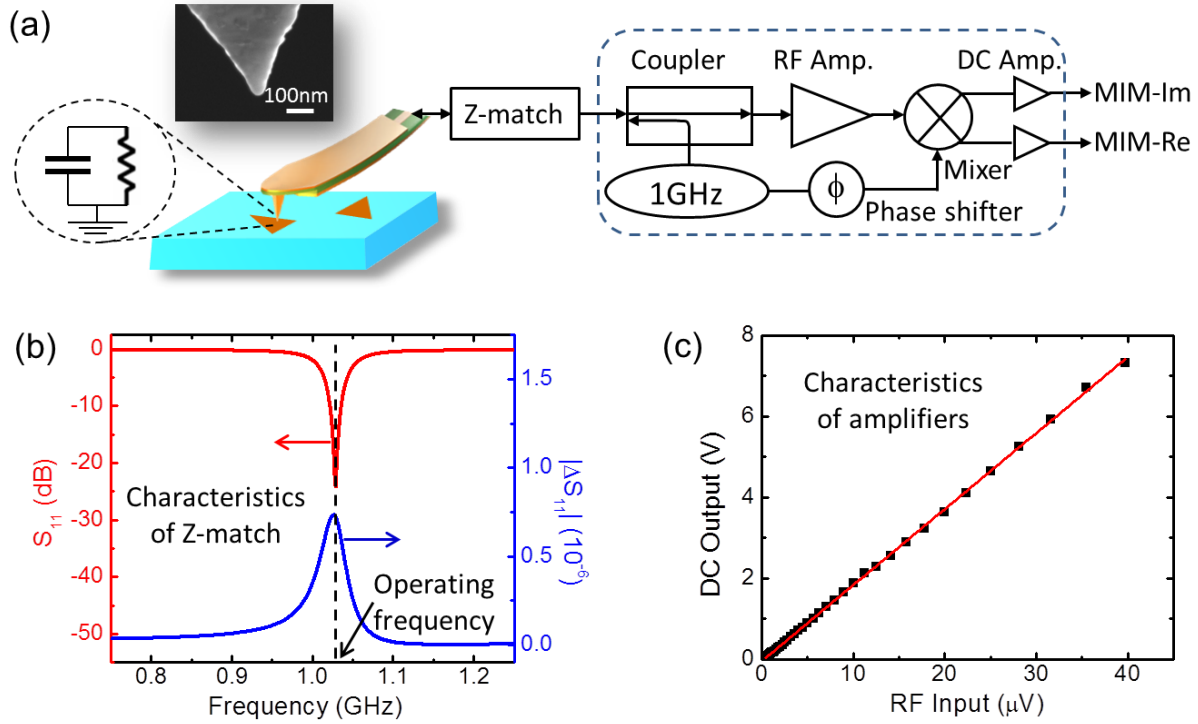 (a)
100nm
Z-match
Coupler
RF Amp.
DC Amp.
MIM-Im
MIM-Re
Mixer
1GHz
ϕ
Phase shifter
(b)
0
-10
-20
-30
-40
-50
S₁₁ (dB)
Characteristics
of Z-match
Operating
frequency
1.5
1.0
0.5
0.0
|ΔS₁₁| (10⁻⁶)
0.8
0.9
1.0
1.1
1.2
Frequency (GHz)
(c)
Characteristics
of amplifiers
8
6
4
2
0
DC Output (V)
0
10
20
30
40
RF Input (μV)